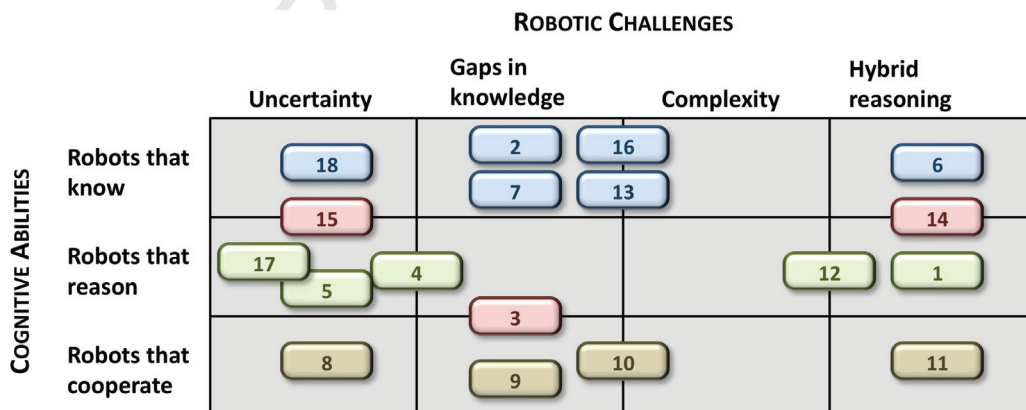 ROBOTIC CHALLENGES
Gaps in
knowledge
Hybrid
reasoning
Uncertainty
Complexity
COGNITIVE ABILITIES
Robots that
know
18
2
16
6
7
13
15
14
Robots that
reason
17
4
12
1
5
3
Robots that
cooperate
8
10
11
9